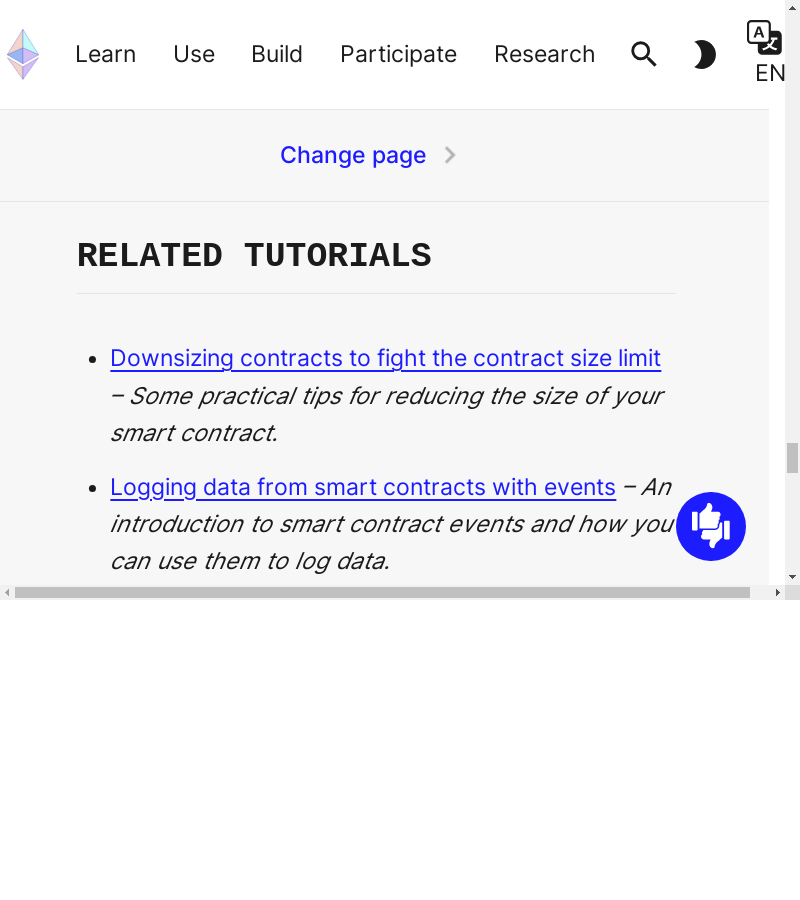 Learn Use Build Participate Research
A 文
EN
Change page
RELATED TUTORIALS
Downsizing contracts to fight the contract size limit
– Some practical tips for reducing the size of your
smart contract.
Logging data from smart contracts with events – An
introduction to smart contract events and how you
can use them to log data.